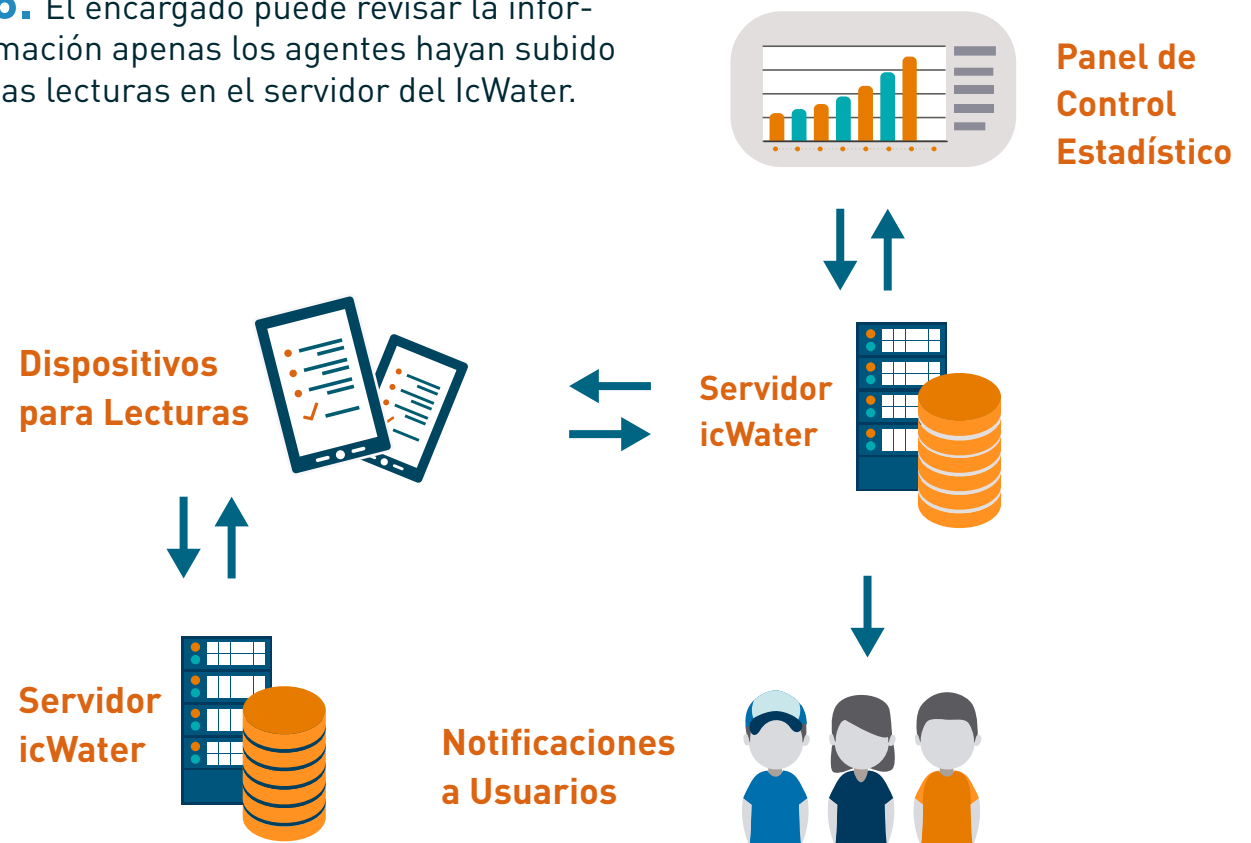 . El encargado puede revisar la infor-
mación apenas los agentes hayan subido
as lecturas en el servidor del IcWater.
Panel de
Control
Estadístico
Dispositivos
para Lecturas
Servidor
icWater
Servidor
icWater
Notificaciones
a Usuarios